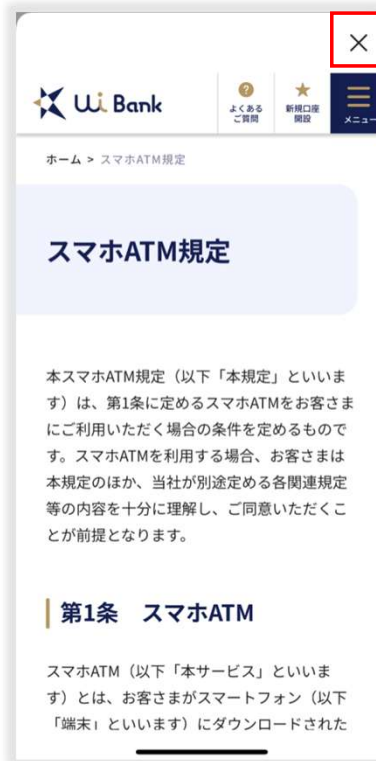 ×
UI Bank
よくある
ご質問
新規口座
開設
メニュー
ホーム > スマホATM規定
スマホATM規定
本スマホATM規定（以下「本規定」といいま
す）は、第1条に定めるスマホATMをお客さま
にご利用いただく場合の条件を定めるもので
す。スマホATMを利用する場合、お客さまは
本規定のほか、当社が別途定める各関連規定
等の内容を十分に理解し、ご同意いただくこ
とが前提となります。
第1条　スマホATM
スマホATM（以下「本サービス」といいま
す）とは、お客さまがスマートフォン（以下
「端末」といいます）にダウンロードされた